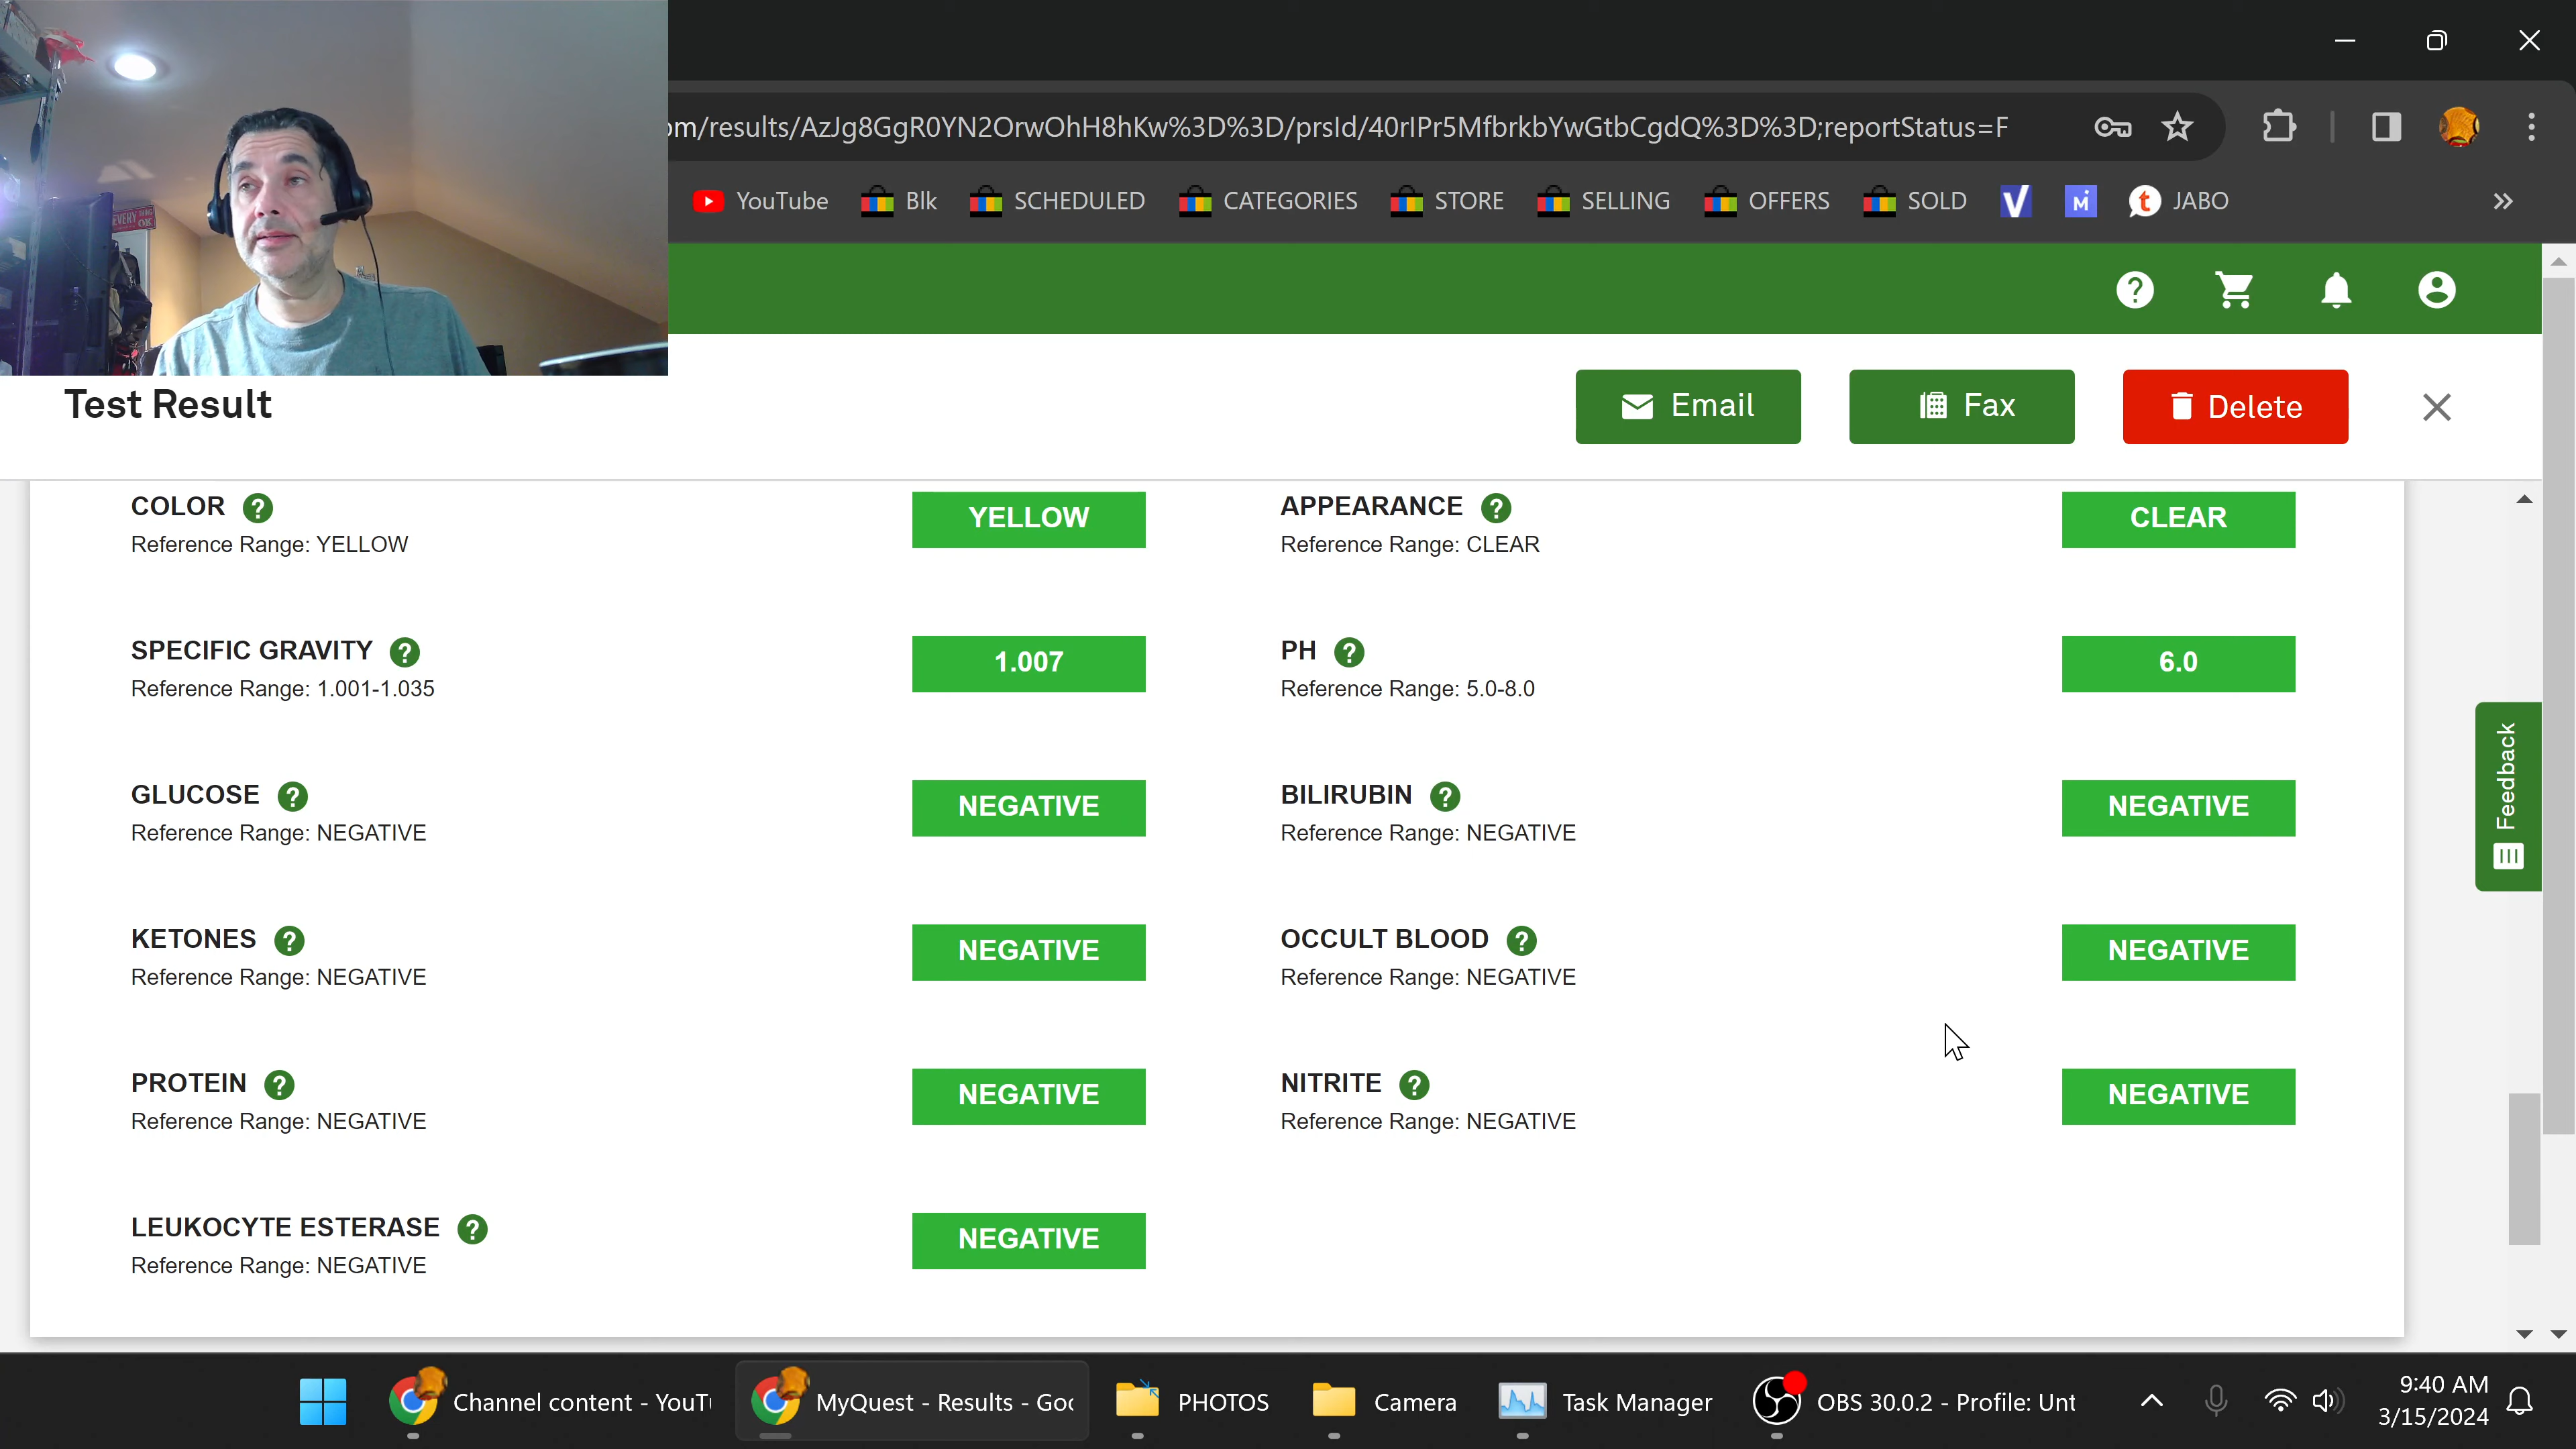 om/results/AzJg8GgR0YN2OrwOhH8hKw%3D%3D/prsId/40rIPr5MfbrkbYwGtbCgdQ%3D%3D;reportStatus=F
YouTube Blk SCHEDULED CATEGORIES STORE SELLING OFFERS SOLD V M t JABO
EVERY THING
OK
Test Result Email Fax Delete
COLOR ? YELLOW APPEARANCE ? CLEAR
Reference Range: YELLOW Reference Range: CLEAR
SPECIFIC GRAVITY ? 1.007 PH ? 6.0
Reference Range: 1.001-1.035 Reference Range: 5.0-8.0
GLUCOSE ? NEGATIVE BILIRUBIN ? NEGATIVE
Reference Range: NEGATIVE Reference Range: NEGATIVE
Feedback
KETONES ? NEGATIVE OCCULT BLOOD ? NEGATIVE
Reference Range: NEGATIVE Reference Range: NEGATIVE
PROTEIN ? NEGATIVE NITRITE ? NEGATIVE
Reference Range: NEGATIVE Reference Range: NEGATIVE
LEUKOCYTE ESTERASE ? NEGATIVE
Reference Range: NEGATIVE
Channel content - YouT MyQuest - Results - Goo PHOTOS Camera Task Manager OBS 30.0.2 - Profile: Unt
9:40 AM
3/15/2024